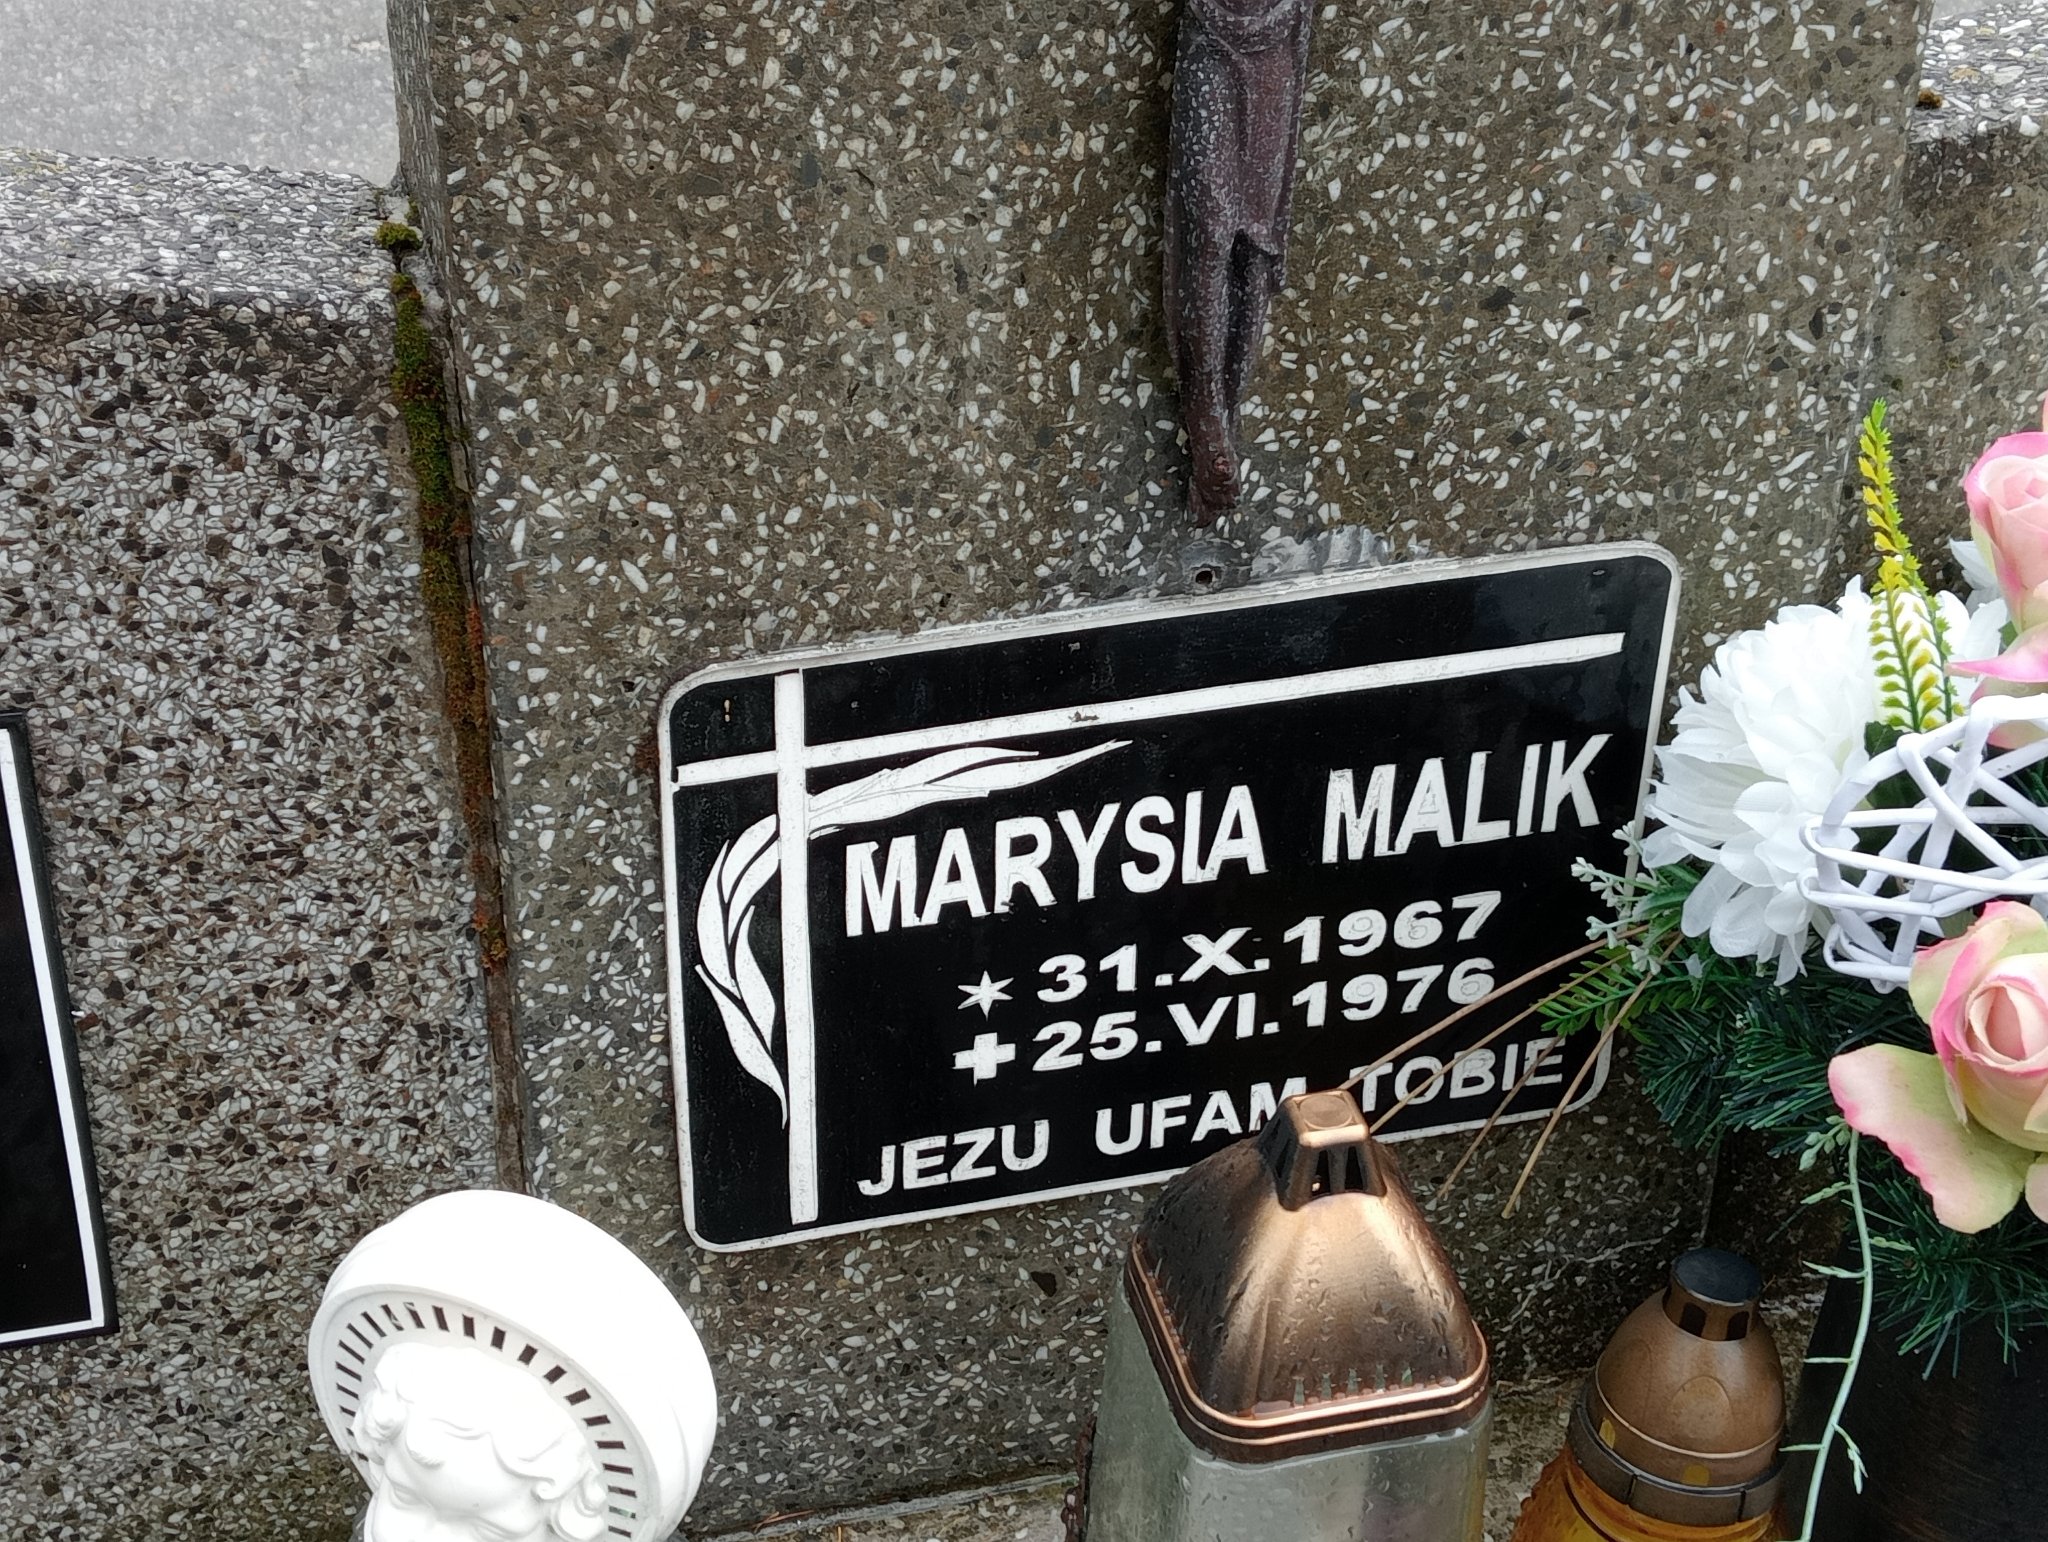 MARYSIA MALIK
31.X.1967
25.VI.1976
JEZU UFAM TOBIE